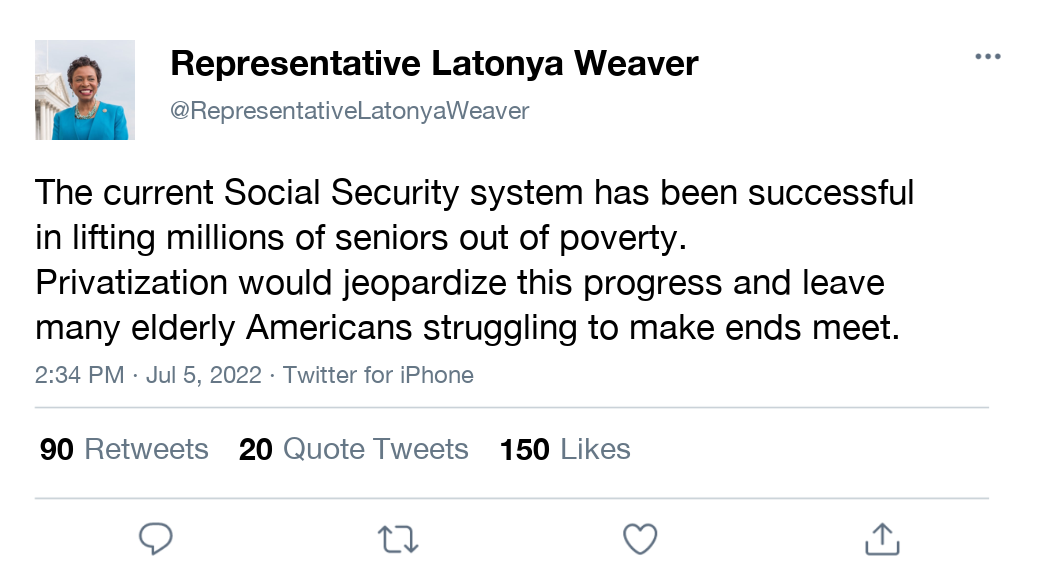 Representative Latonya Weaver
@RepresentativeLatonyaWeaver
The current Social Security system has been successful
in lifting millions of seniors out of poverty.
Privatization would jeopardize this progress and leave
many elderly Americans struggling to make ends meet.
2:34 PM · Jul 5, 2022 · Twitter for iPhone
90 Retweets 20 Quote Tweets 150 Likes